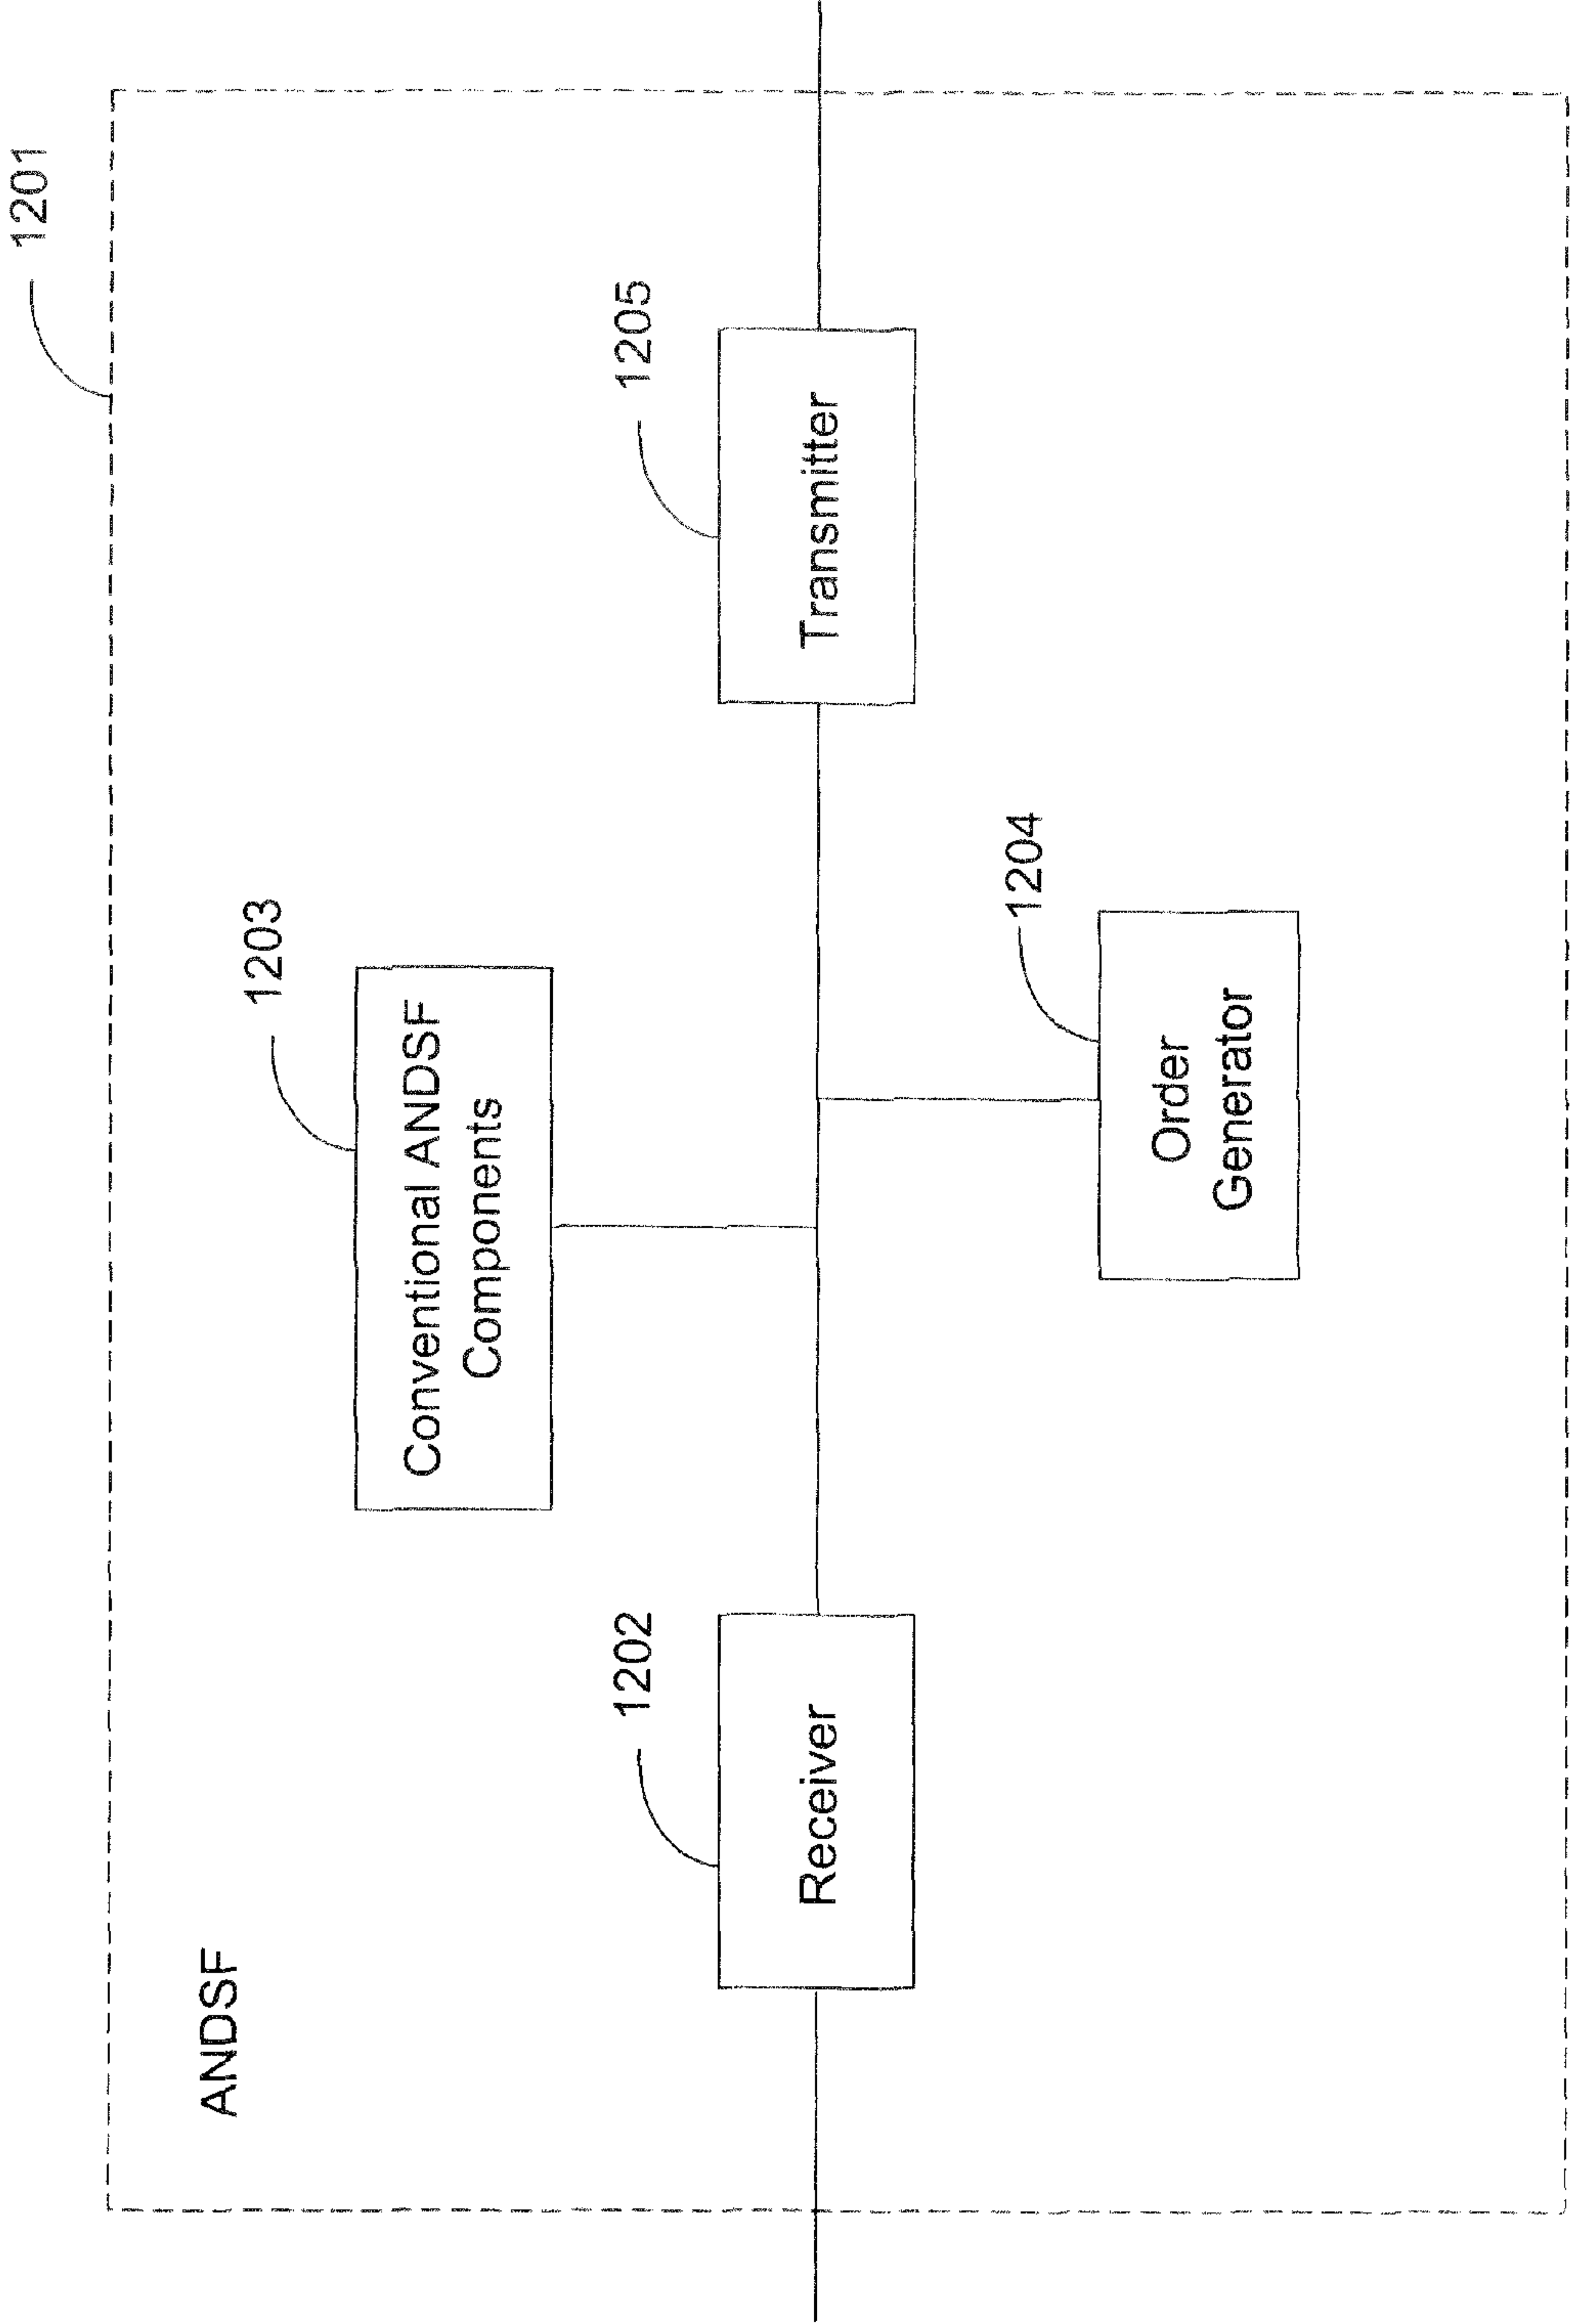 1201
ANDSF
1203
Conventional ANDSF
Components
1202
Receiver
1205
Transmitter
1204
Order
Generator